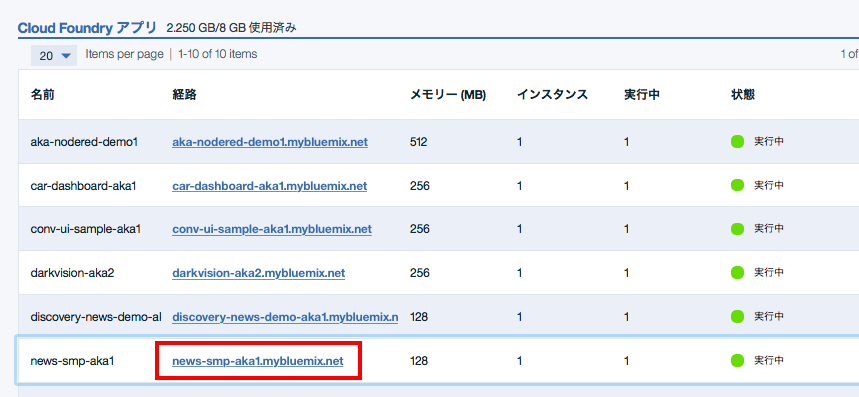 Cloud Foundry アプリ 2.250 GB/8 GB 使用済み
20 Items per page | 1-10 of 10 items 1 of
名前 経路 メモリー (MB) インスタンス 実行中 状態
aka-nodered-demo1 aka-nodered-demo1.mybluemix.net 512 1 1 実行中
car-dashboard-aka1 car-dashboard-aka1.mybluemix.net 256 1 1 実行中
conv-ui-sample-aka1 conv-ui-sample-aka1.mybluemix.net 256 1 1 実行中
darkvision-aka2 darkvision-aka2.mybluemix.net 256 1 1 実行中
discovery-news-demo-al discovery-news-demo-aka1.mybluemix.n 128 1 1 実行中
news-smp-aka1 news-smp-aka1.mybluemix.net 128 1 1 実行中